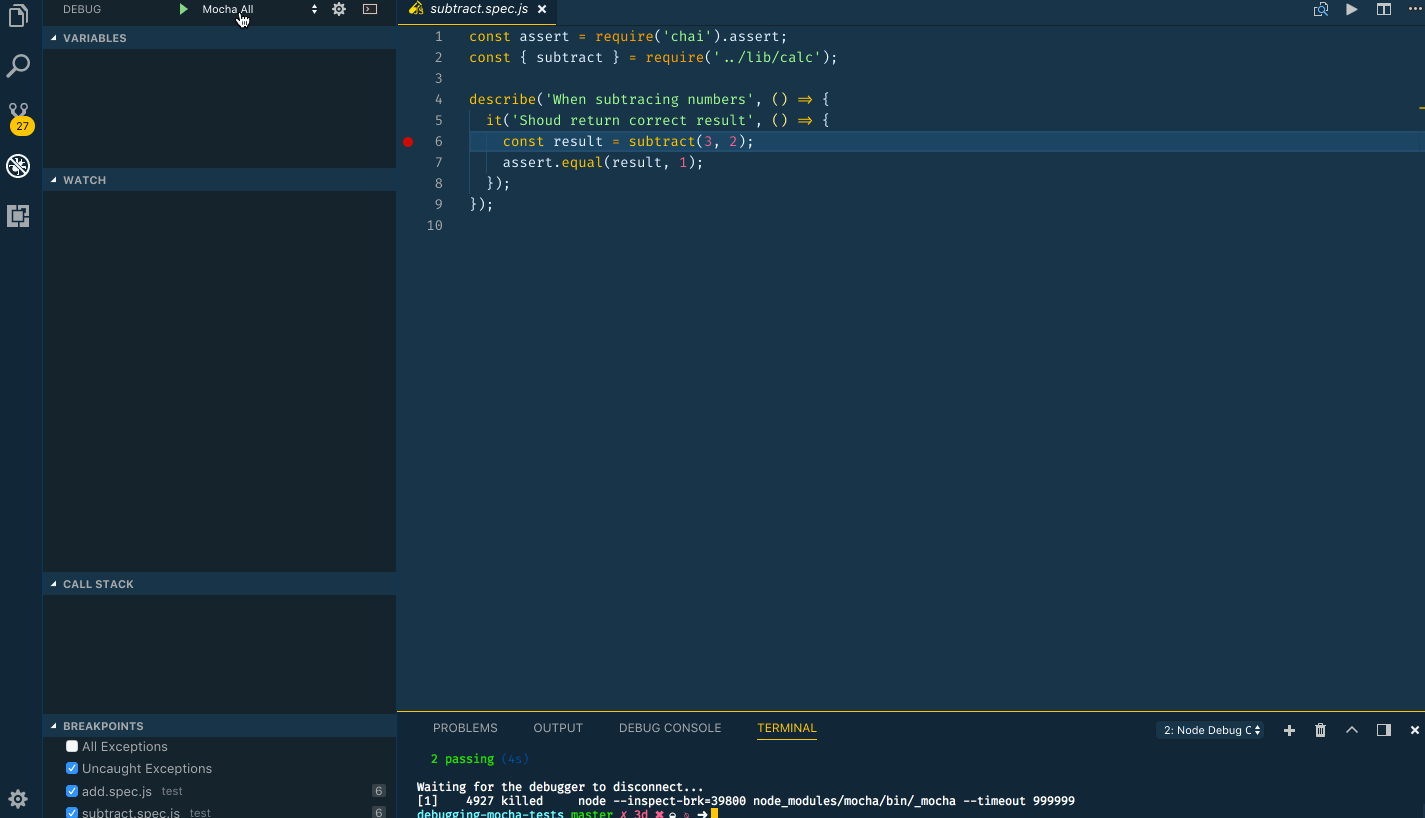 DEBUG Mocha All
VARIABLES
WATCH
CALL STACK
BREAKPOINTS
All Exceptions
Uncaught Exceptions
add.spec.js test 6
subtract.spec.js test 6
27
subtract.spec.js
1 const assert = require('chai').assert;
2 const { subtract } = require('../lib/calc');
3
4 describe('When subtracing numbers', () => {
5 it('Shoud return correct result', () => {
6 const result = subtract(3, 2);
7 assert.equal(result, 1);
8 });
9 });
10
PROBLEMS OUTPUT DEBUG CONSOLE TERMINAL 2: Node Debug C
2 passing (4s)
Waiting for the debugger to disconnect...
[1] 4927 killed node --inspect-brk=39800 node_modules/mocha/bin/_mocha --timeout 999999
debugging-mocha-tests master ✗ 3d ✖ ➜